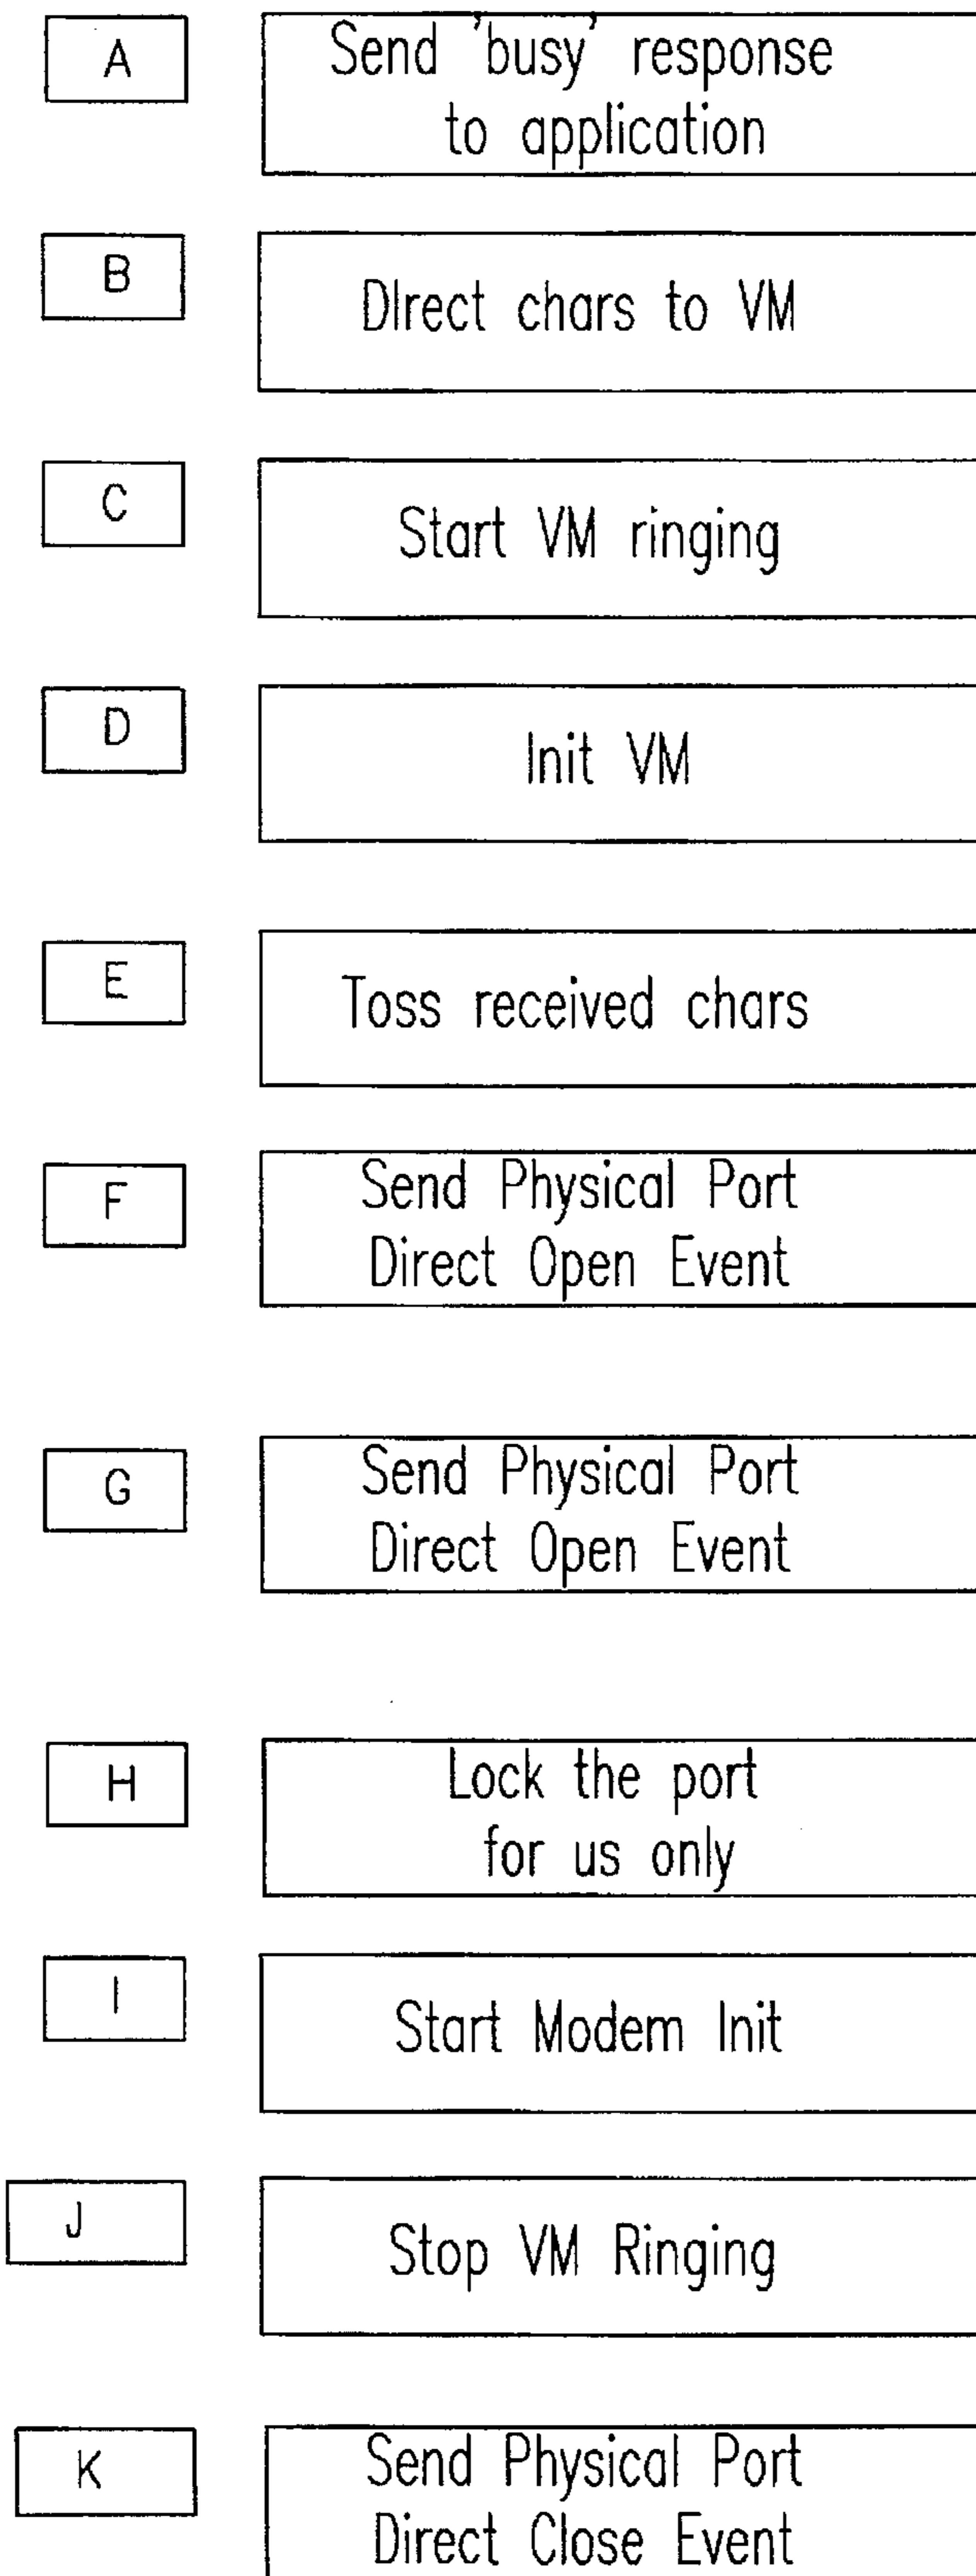 A
Send 'busy' response
to application
B
DIrect chars to VM
C
Start VM ringing
D
Init VM
E
Toss received chars
F
Send Physical Port
Direct Open Event
G
Send Physical Port
Direct Open Event
H
Lock the port
for us only
I
Start Modem Init
J
Stop VM Ringing
K
Send Physical Port
Direct Close Event